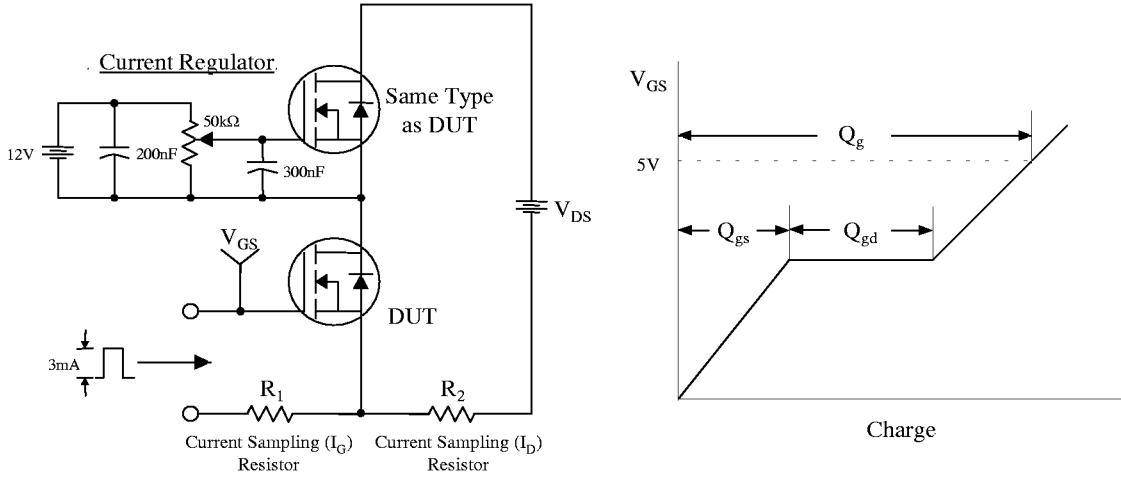 Current Regulator
12V
200nF
50kΩ
300nF
Same Type
as DUT
V_DS
V_GS
DUT
3mA
R_1
R_2
Current Sampling (I_G)
Resistor
Current Sampling (I_D)
Resistor
V_GS
Q_g
5V
Q_gs
Q_gd
Charge